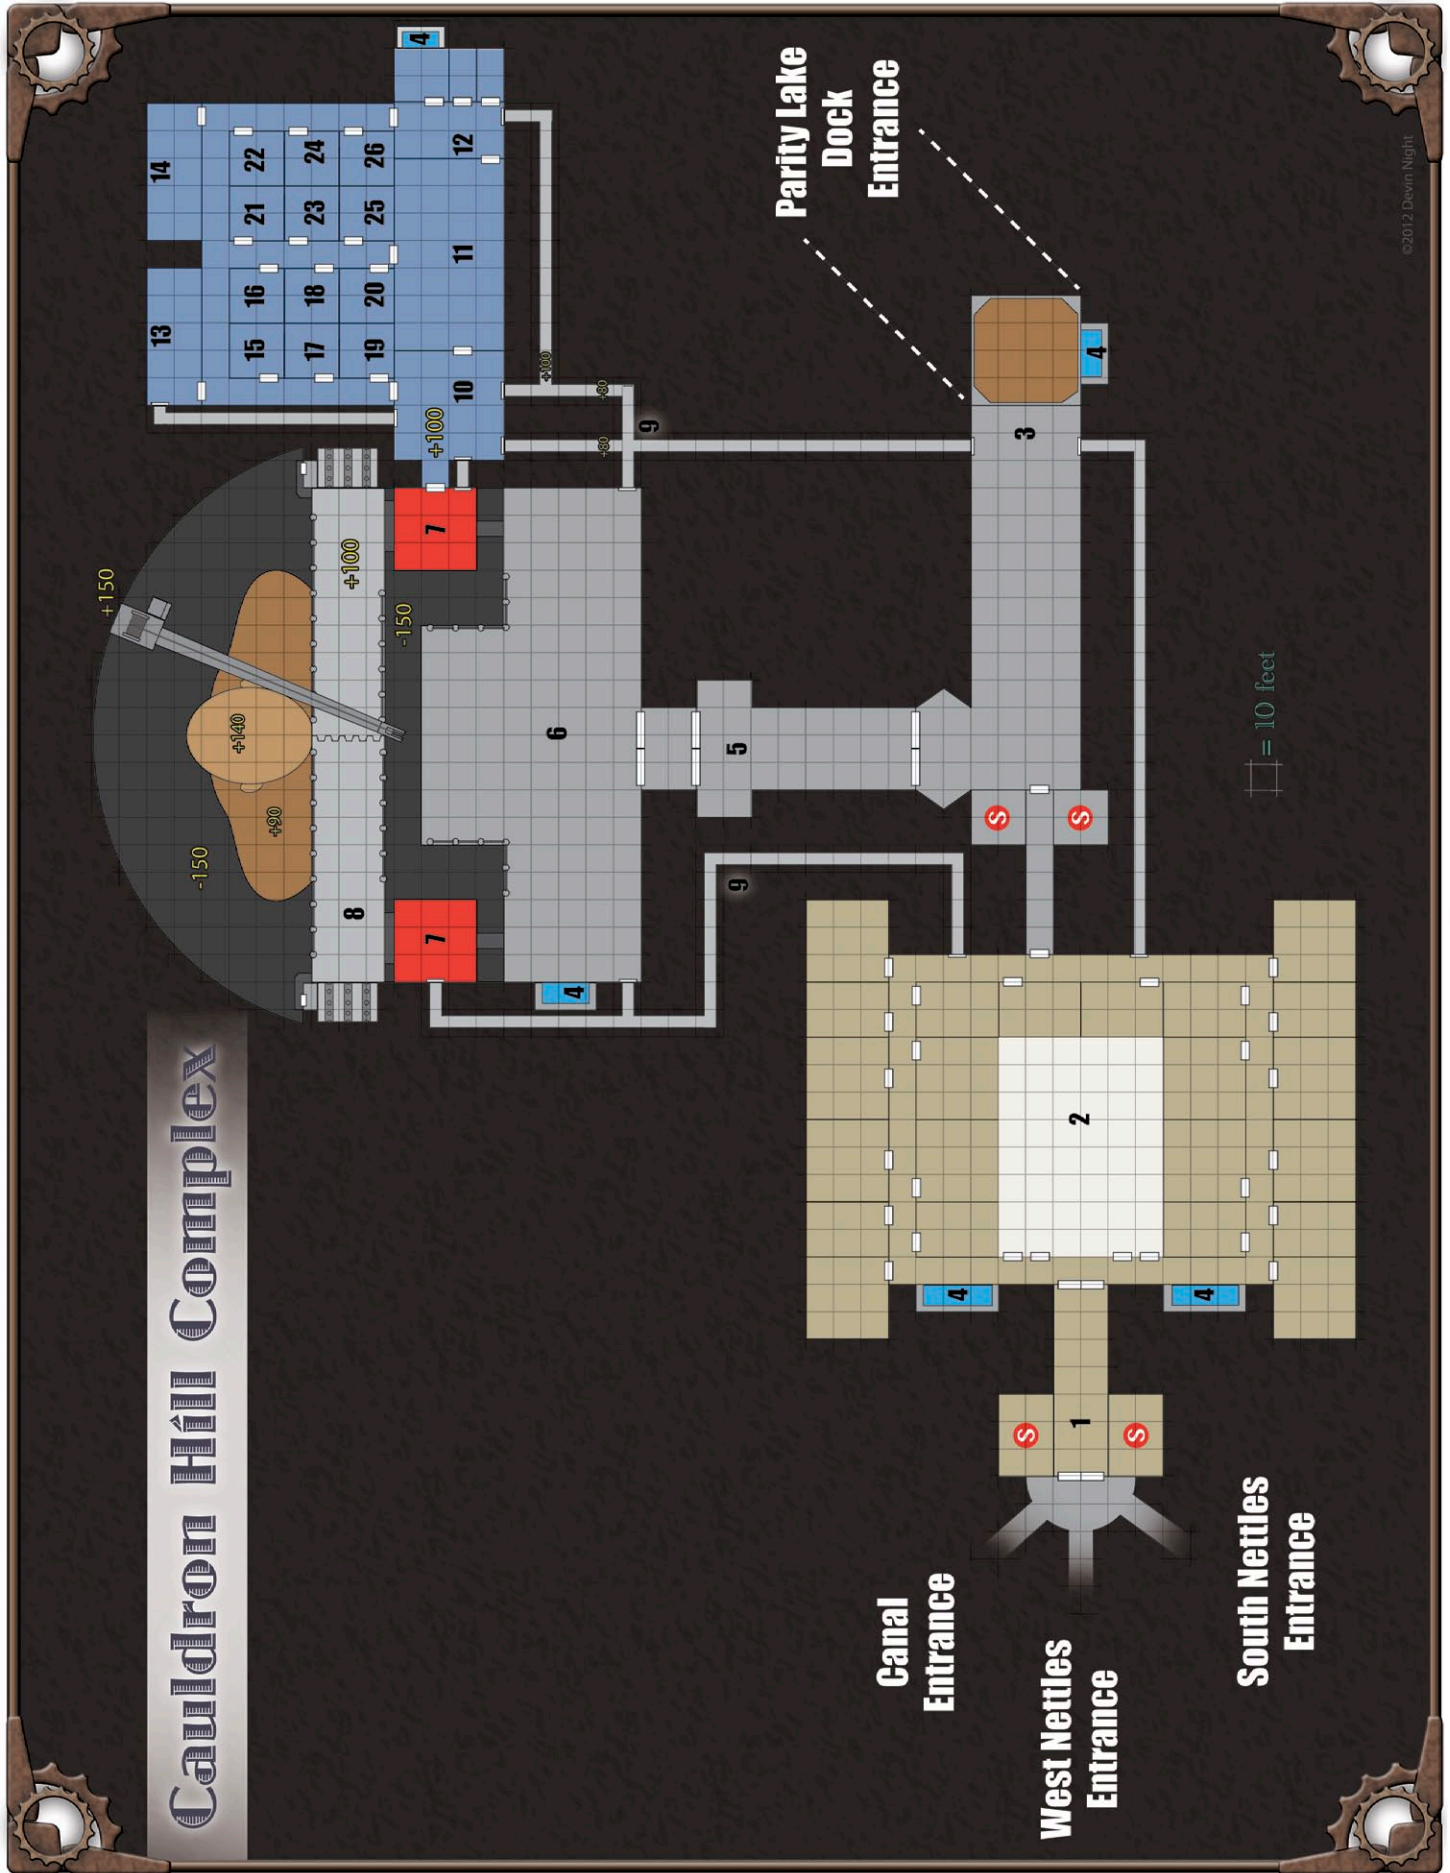 Cauldron Hill Complex
Canal
Entrance
West Nettles
Entrance
South Nettles
Entrance
Parity Lake
Dock
Entrance
= 10 feet
©2012 Devin Night
1
S
S
2
4
4
S
S
3
4
5
6
4
7
7
8
9
9
+150
-150
+140
+90
+100
-150
+100
+80
+80
+100
4
10
11
12
13
14
15
16
17
18
19
20
21
22
23
24
25
26